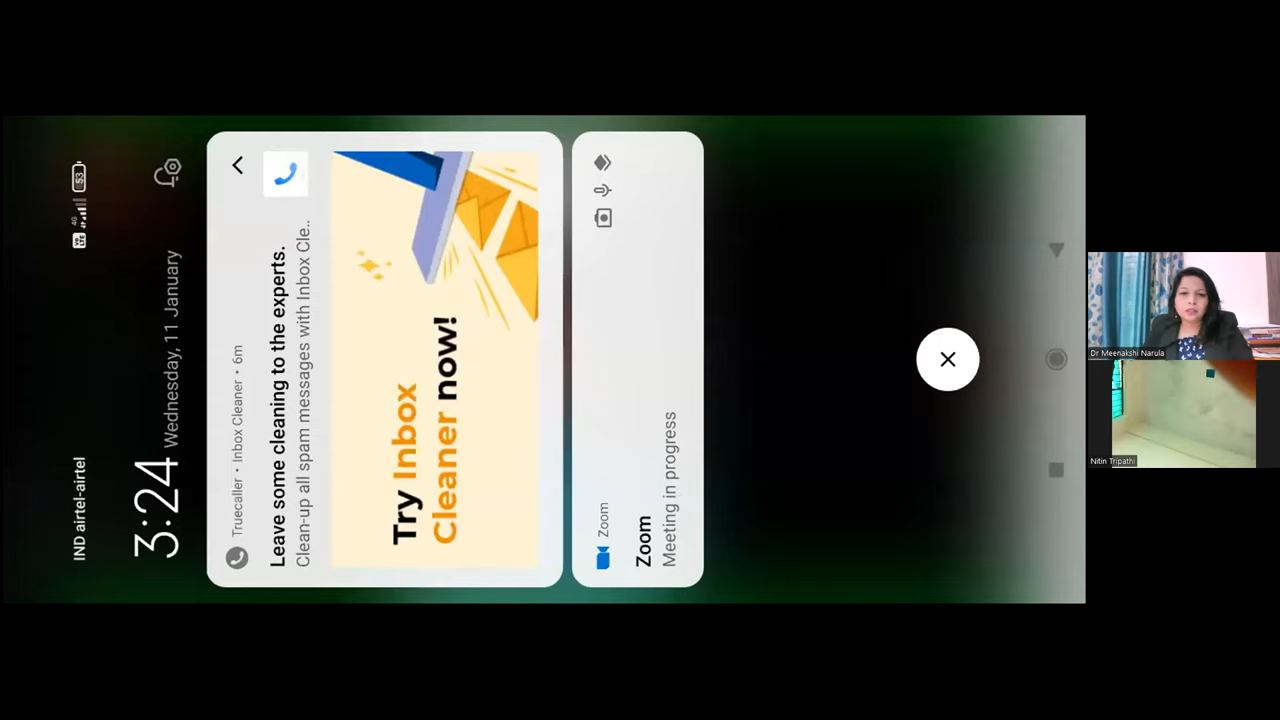 IND airtel-airtel
4G
53
3:24 Wednesday, 11 January
Truecaller • Inbox Cleaner • 6m
Leave some cleaning to the experts.
Clean-up all spam messages with Inbox Cle..
Try Inbox
Cleaner now!
Zoom
Zoom
Meeting in progress
Dr Meenakshi Narula
Nitin Tripathi